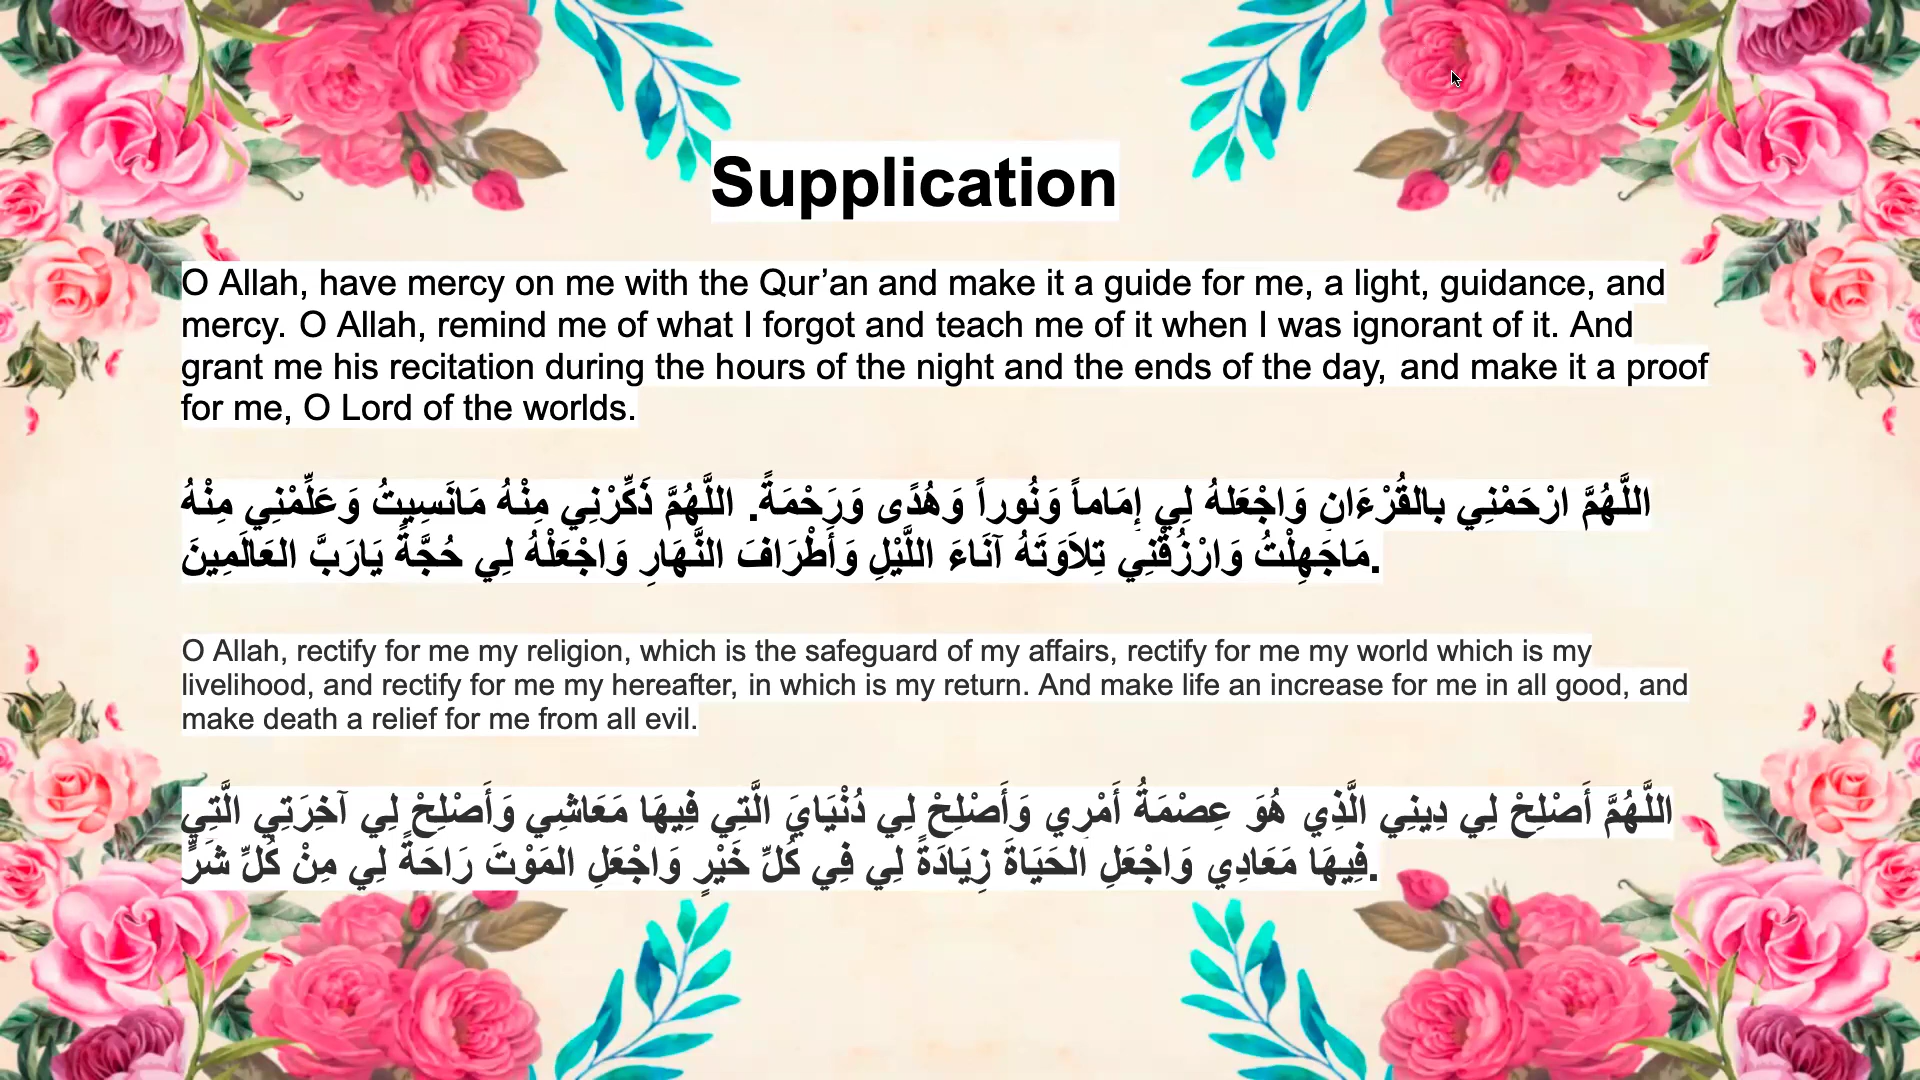 Supplication
O Allah, have mercy on me with the Qur’an and make it a guide for me, a light, guidance, and
mercy. O Allah, remind me of what I forgot and teach me of it when I was ignorant of it. And
grant me his recitation during the hours of the night and the ends of the day, and make it a proof
for me, O Lord of the worlds.
اللَّهُمَّ ارْحَمْنِي بالقُرْءَانِ وَاجْعَلهُ لِي إِمَاماً وَنُوراً وَهُدًى وَرَحْمَةً. اللَّهُمَّ ذَكِّرْنِي مِنْهُ مَانَسِيتُ وَعَلِّمْنِي مِنْهُ
مَاجَهِلْتُ وَارْزُقْنِي تِلاَوَتَهُ آنَاءَ اللَّيْلِ وَأَطْرَافَ النَّهَارِ وَاجْعَلْهُ لِي حُجَّةً يَارَبَّ العَالَمِينَ.
O Allah, rectify for me my religion, which is the safeguard of my affairs, rectify for me my world which is my
livelihood, and rectify for me my hereafter, in which is my return. And make life an increase for me in all good, and
make death a relief for me from all evil.
اللَّهُمَّ أَصْلِحْ لِي دِينِي الَّذِي هُوَ عِصْمَةُ أَمْرِي وَأَصْلِحْ لِي دُنْيَايَ الَّتِي فِيهَا مَعَاشِي وَأَصْلِحْ لِي آخِرَتِي الَّتِي
فِيهَا مَعَادِي وَاجْعَلِ الحَيَاةَ زِيَادَةً لِي فِي كُلِّ خَيْرٍ وَاجْعَلِ المَوْتَ رَاحَةً لِي مِنْ كُلِّ شَرٍّ.